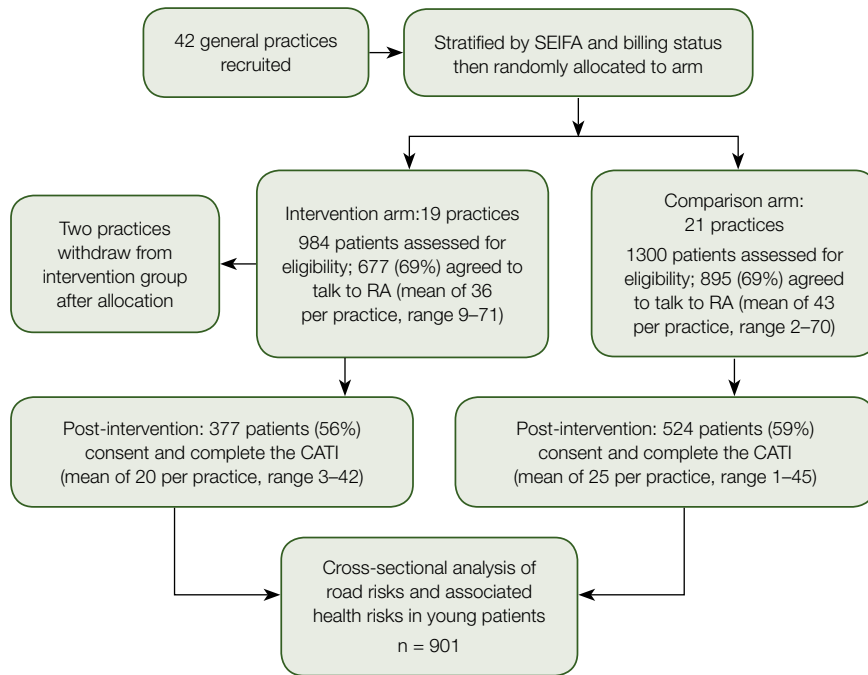 42 general practices
recruited
Stratified by SEIFA and billing status
then randomly allocated to arm
Two practices
withdraw from
intervention group
after allocation
Intervention arm:19 practices
984 patients assessed for
eligibility; 677 (69%) agreed to
talk to RA (mean of 36
per practice, range 9–71)
Comparison arm:
21 practices
1300 patients assessed for
eligibility; 895 (69%) agreed
to talk to RA (mean of 43
per practice, range 2–70)
Post-intervention: 377 patients (56%)
consent and complete the CATI
(mean of 20 per practice, range 3–42)
Post-intervention: 524 patients (59%)
consent and complete the CATI
(mean of 25 per practice, range 1–45)
Cross-sectional analysis of
road risks and associated
health risks in young patients
n = 901